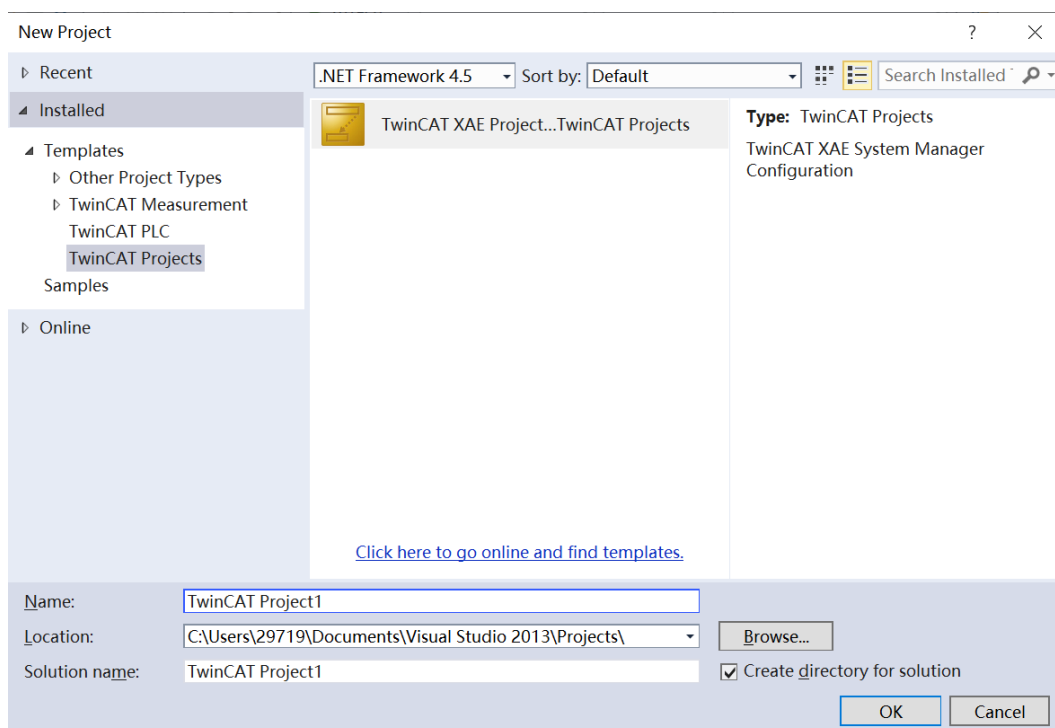 New Project
?
Recent
Installed
Templates
Other Project Types
TwinCAT Measurement
TwinCAT PLC
TwinCAT Projects
Samples
Online
.NET Framework 4.5
Sort by:
Default
Search Installed
TwinCAT XAE Project...TwinCAT Projects
Type: TwinCAT Projects
TwinCAT XAE System Manager
Configuration
Click here to go online and find templates.
Name:
TwinCAT Project1
Location:
C:\Users\29719\Documents\Visual Studio 2013\Projects\
Browse...
Solution name:
TwinCAT Project1
Create directory for solution
OK
Cancel